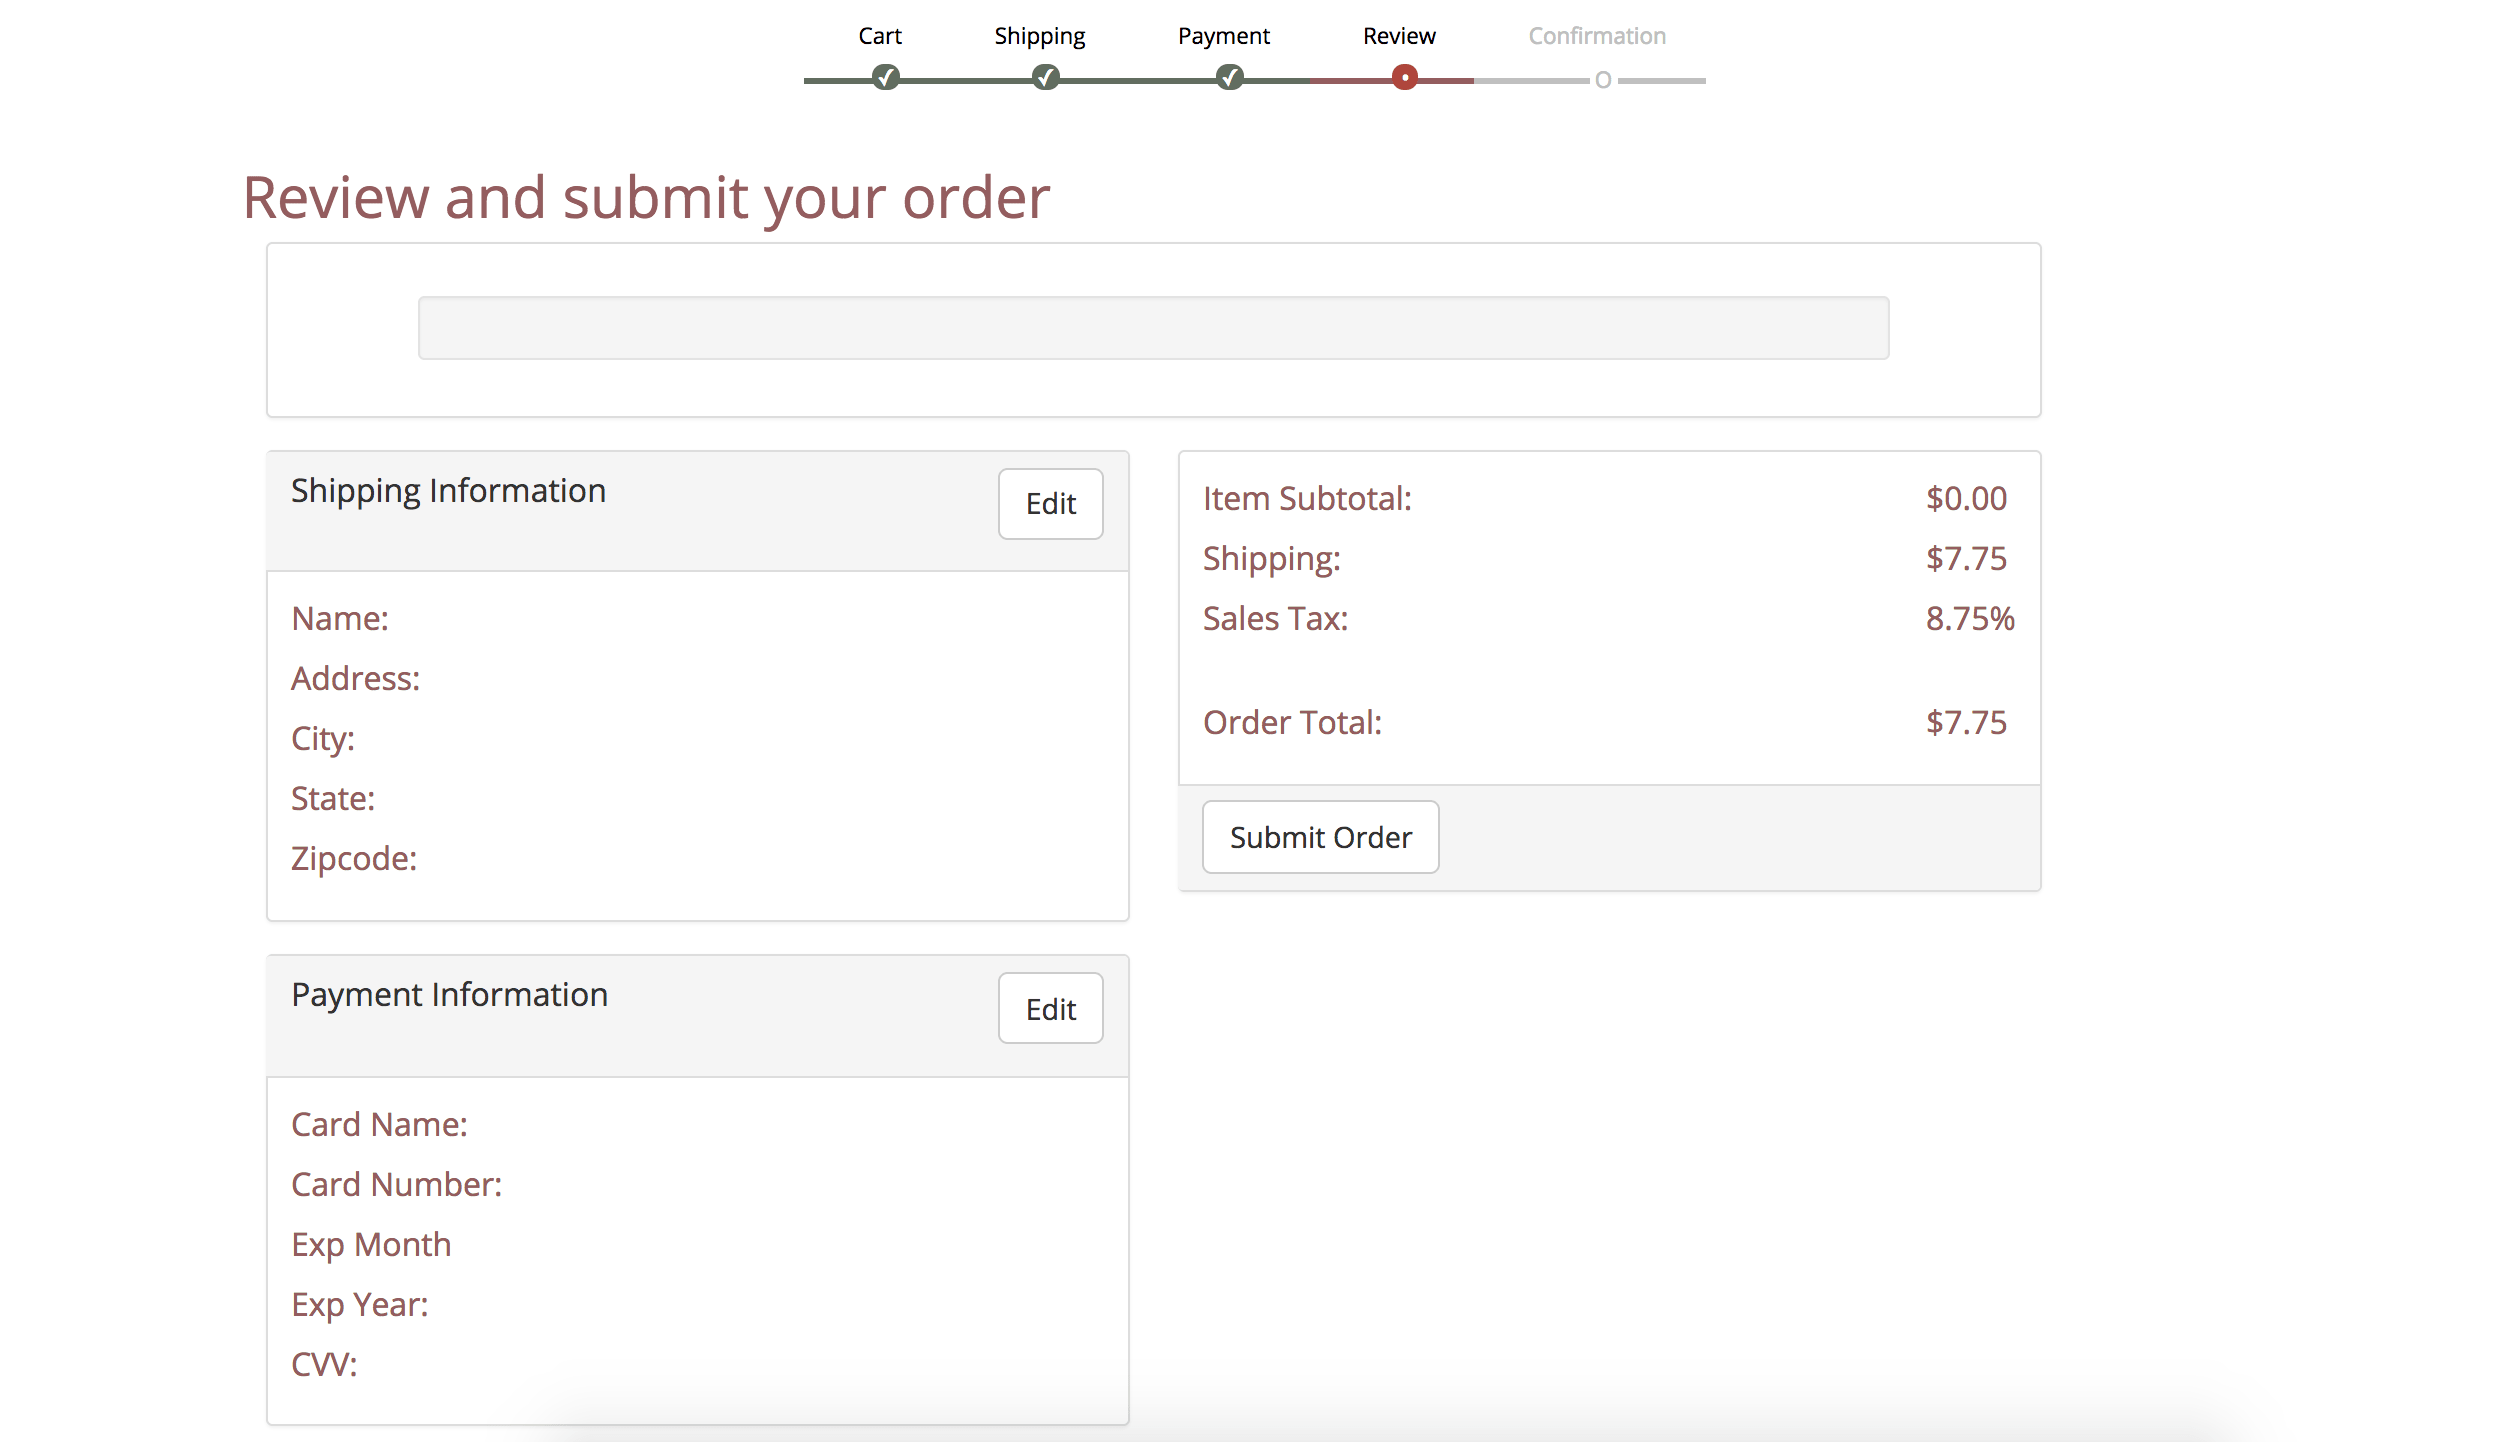 Cart Shipping Payment Review Confirmation
Review and submit your order
Shipping Information Edit
Name:
Address:
City:
State:
Zipcode:
Item Subtotal: $0.00
Shipping: $7.75
Sales Tax: 8.75%
Order Total: $7.75
Submit Order
Payment Information Edit
Card Name:
Card Number:
Exp Month
Exp Year:
CVV: